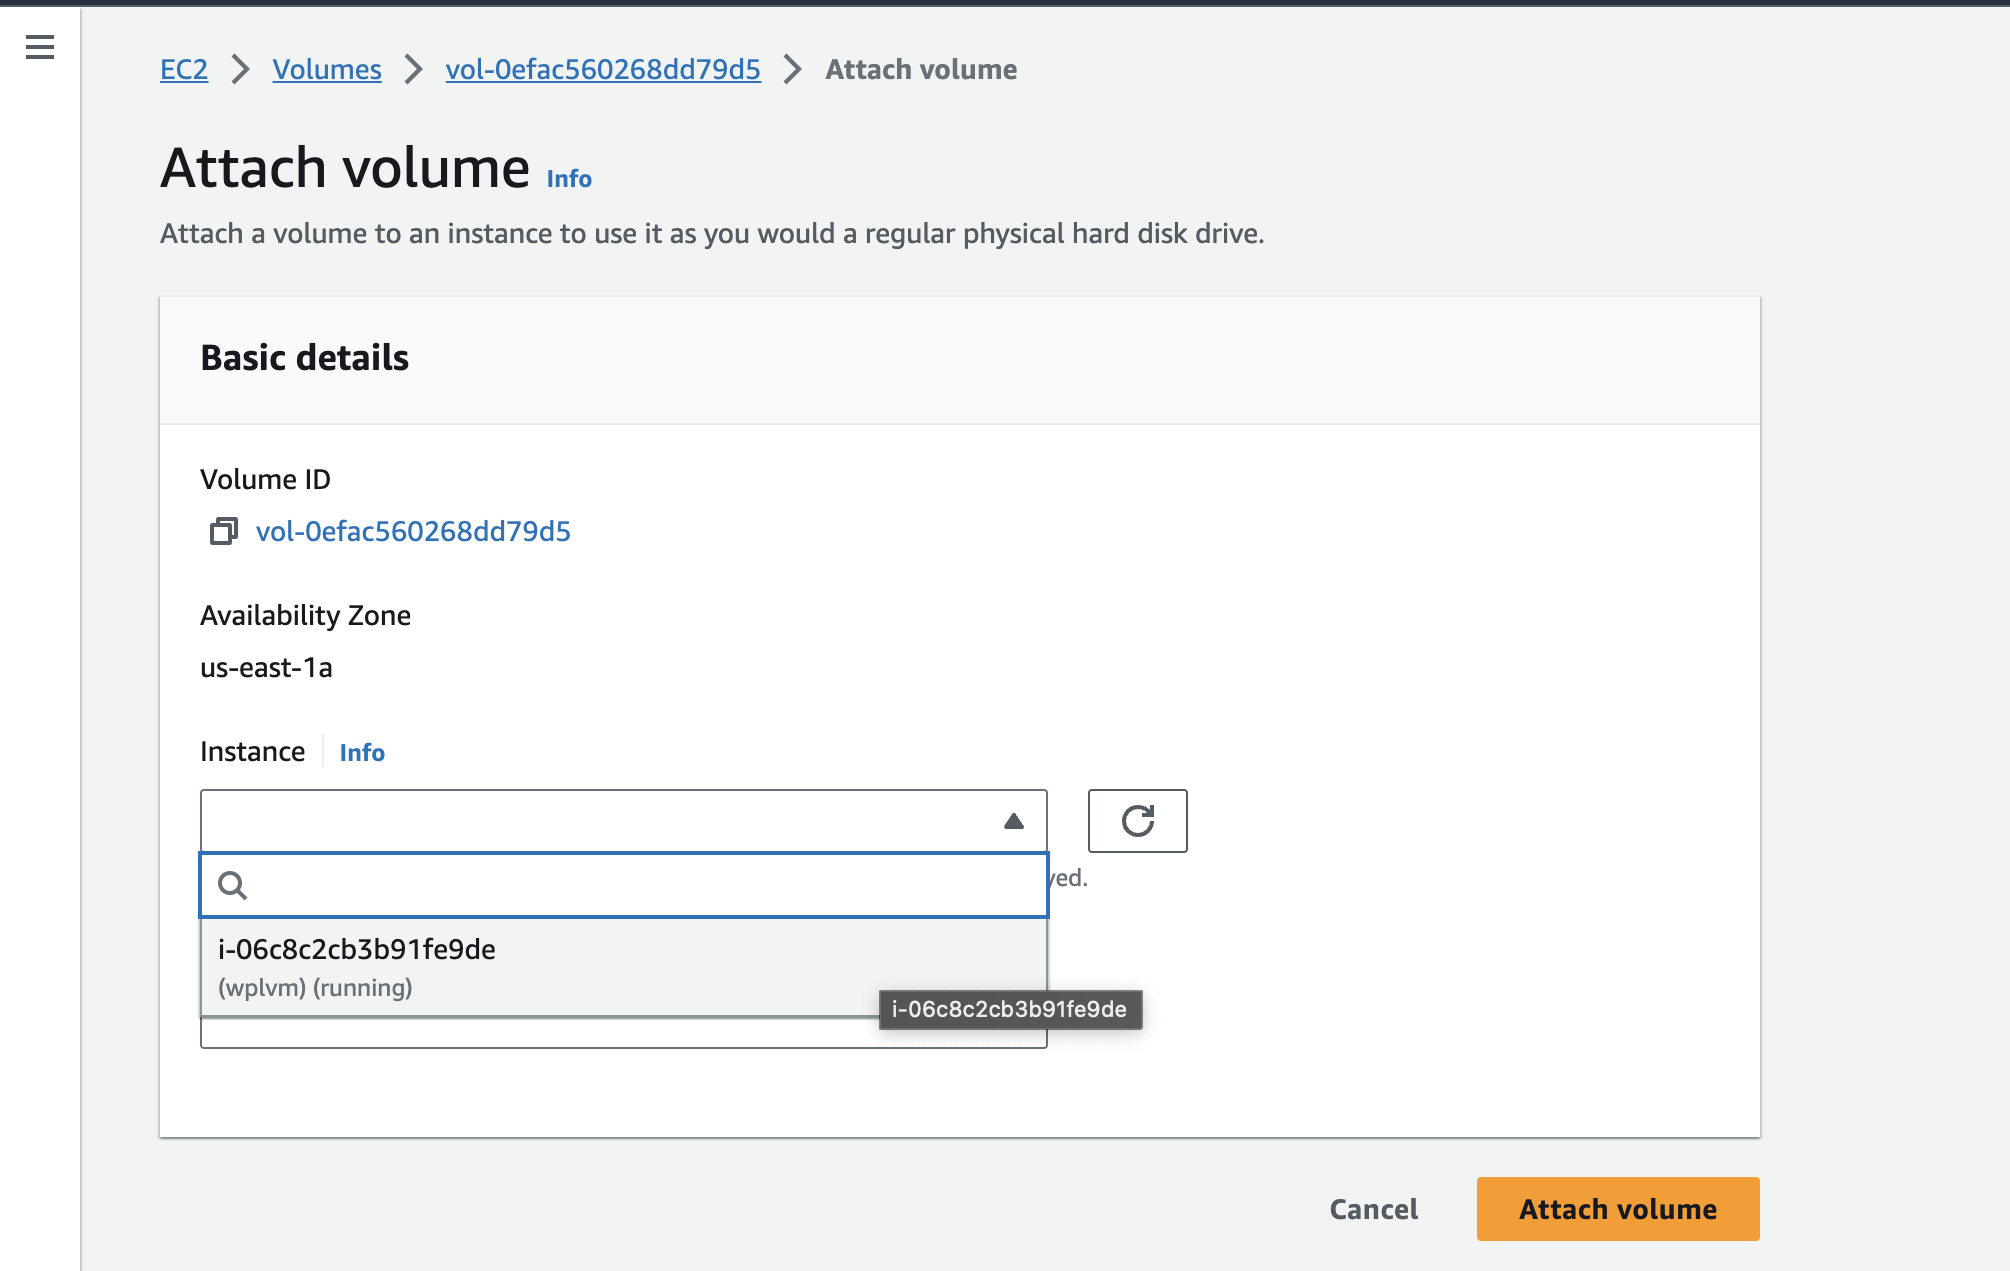 EC2 > Volumes > vol-0efac560268dd79d5 > Attach volume
Attach volume Info
Attach a volume to an instance to use it as you would a regular physical hard disk drive.
Basic details
Volume ID
vol-0efac560268dd79d5
Availability Zone
us-east-1a
Instance Info
i-06c8c2cb3b91fe9de
(wplvm) (running)
i-06c8c2cb3b91fe9de
Cancel Attach volume